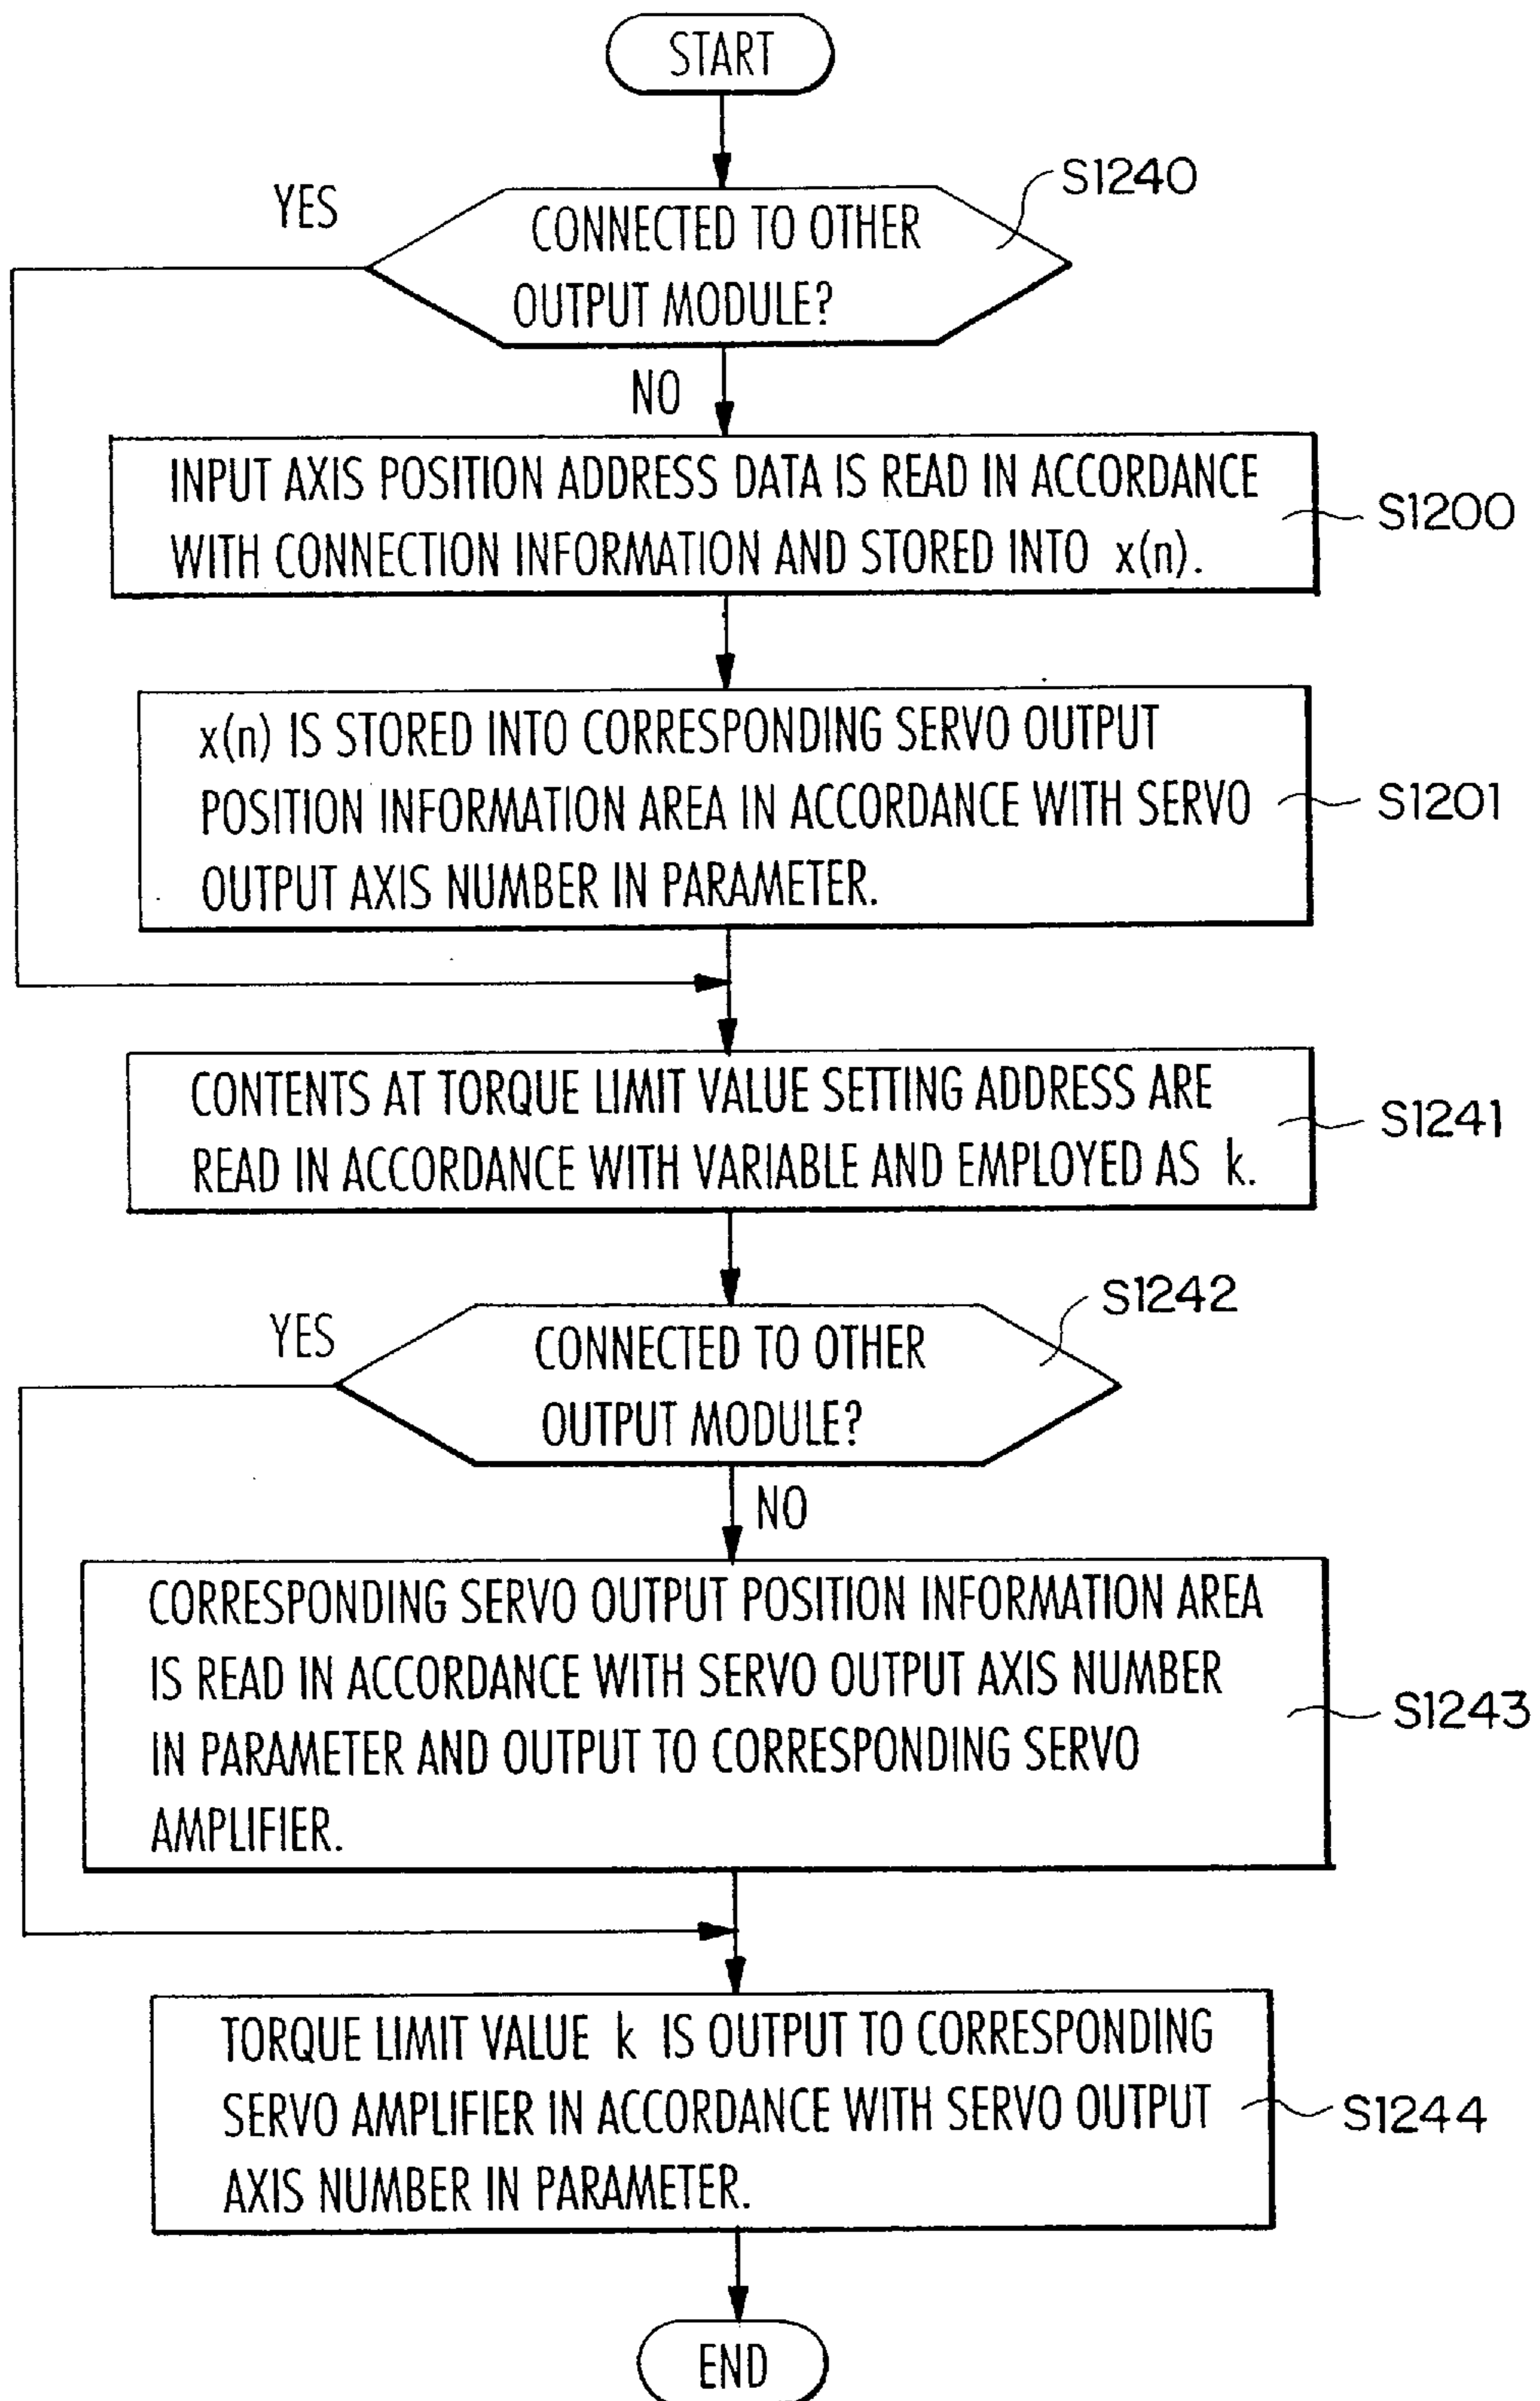 START
S1240
YES
CONNECTED TO OTHER
OUTPUT MODULE?
NO
INPUT AXIS POSITION ADDRESS DATA IS READ IN ACCORDANCE
WITH CONNECTION INFORMATION AND STORED INTO x(n).
S1200
x(n) IS STORED INTO CORRESPONDING SERVO OUTPUT
POSITION INFORMATION AREA IN ACCORDANCE WITH SERVO
OUTPUT AXIS NUMBER IN PARAMETER.
S1201
CONTENTS AT TORQUE LIMIT VALUE SETTING ADDRESS ARE
READ IN ACCORDANCE WITH VARIABLE AND EMPLOYED AS k.
S1241
S1242
YES
CONNECTED TO OTHER
OUTPUT MODULE?
NO
CORRESPONDING SERVO OUTPUT POSITION INFORMATION AREA
IS READ IN ACCORDANCE WITH SERVO OUTPUT AXIS NUMBER
IN PARAMETER AND OUTPUT TO CORRESPONDING SERVO
AMPLIFIER.
S1243
TORQUE LIMIT VALUE k IS OUTPUT TO CORRESPONDING
SERVO AMPLIFIER IN ACCORDANCE WITH SERVO OUTPUT
AXIS NUMBER IN PARAMETER.
S1244
END